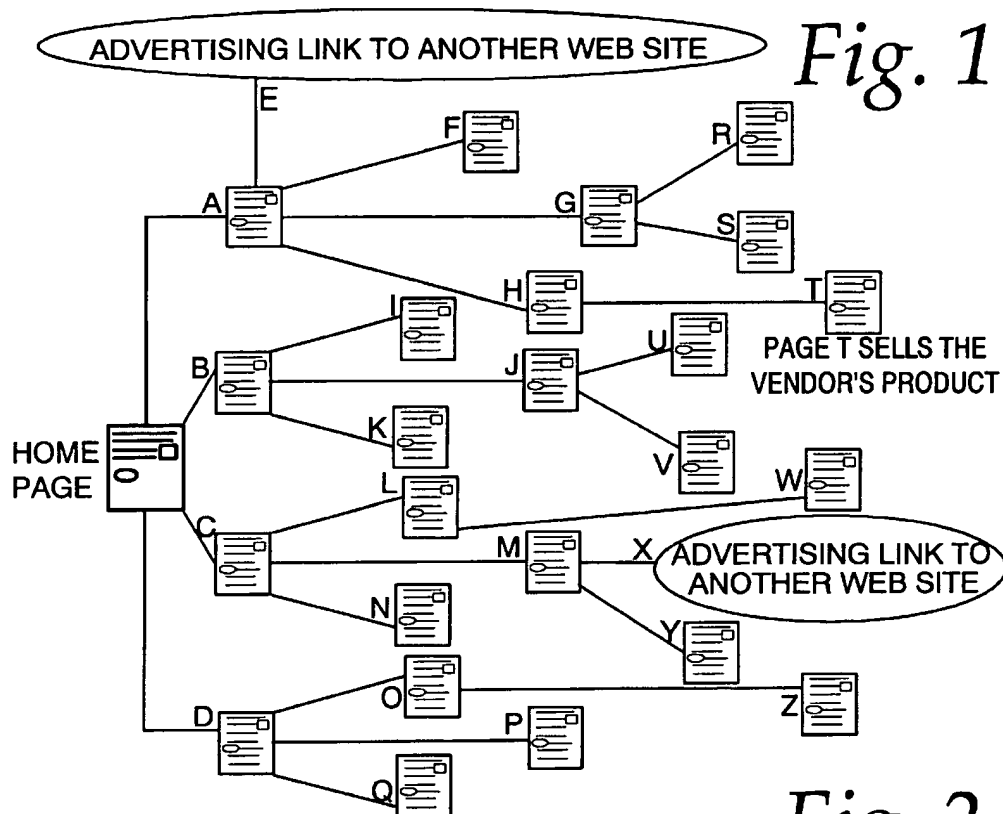 ADVERTISING LINK TO ANOTHER WEB SITE
Fig. 1
E
F
R
A
G
S
H
T
I
PAGE T SELLS THE
VENDOR'S PRODUCT
U
B
J
K
V
HOME
PAGE
L
W
C
M
X
ADVERTISING LINK TO
ANOTHER WEB SITE
N
Y
O
Z
D
P
Q